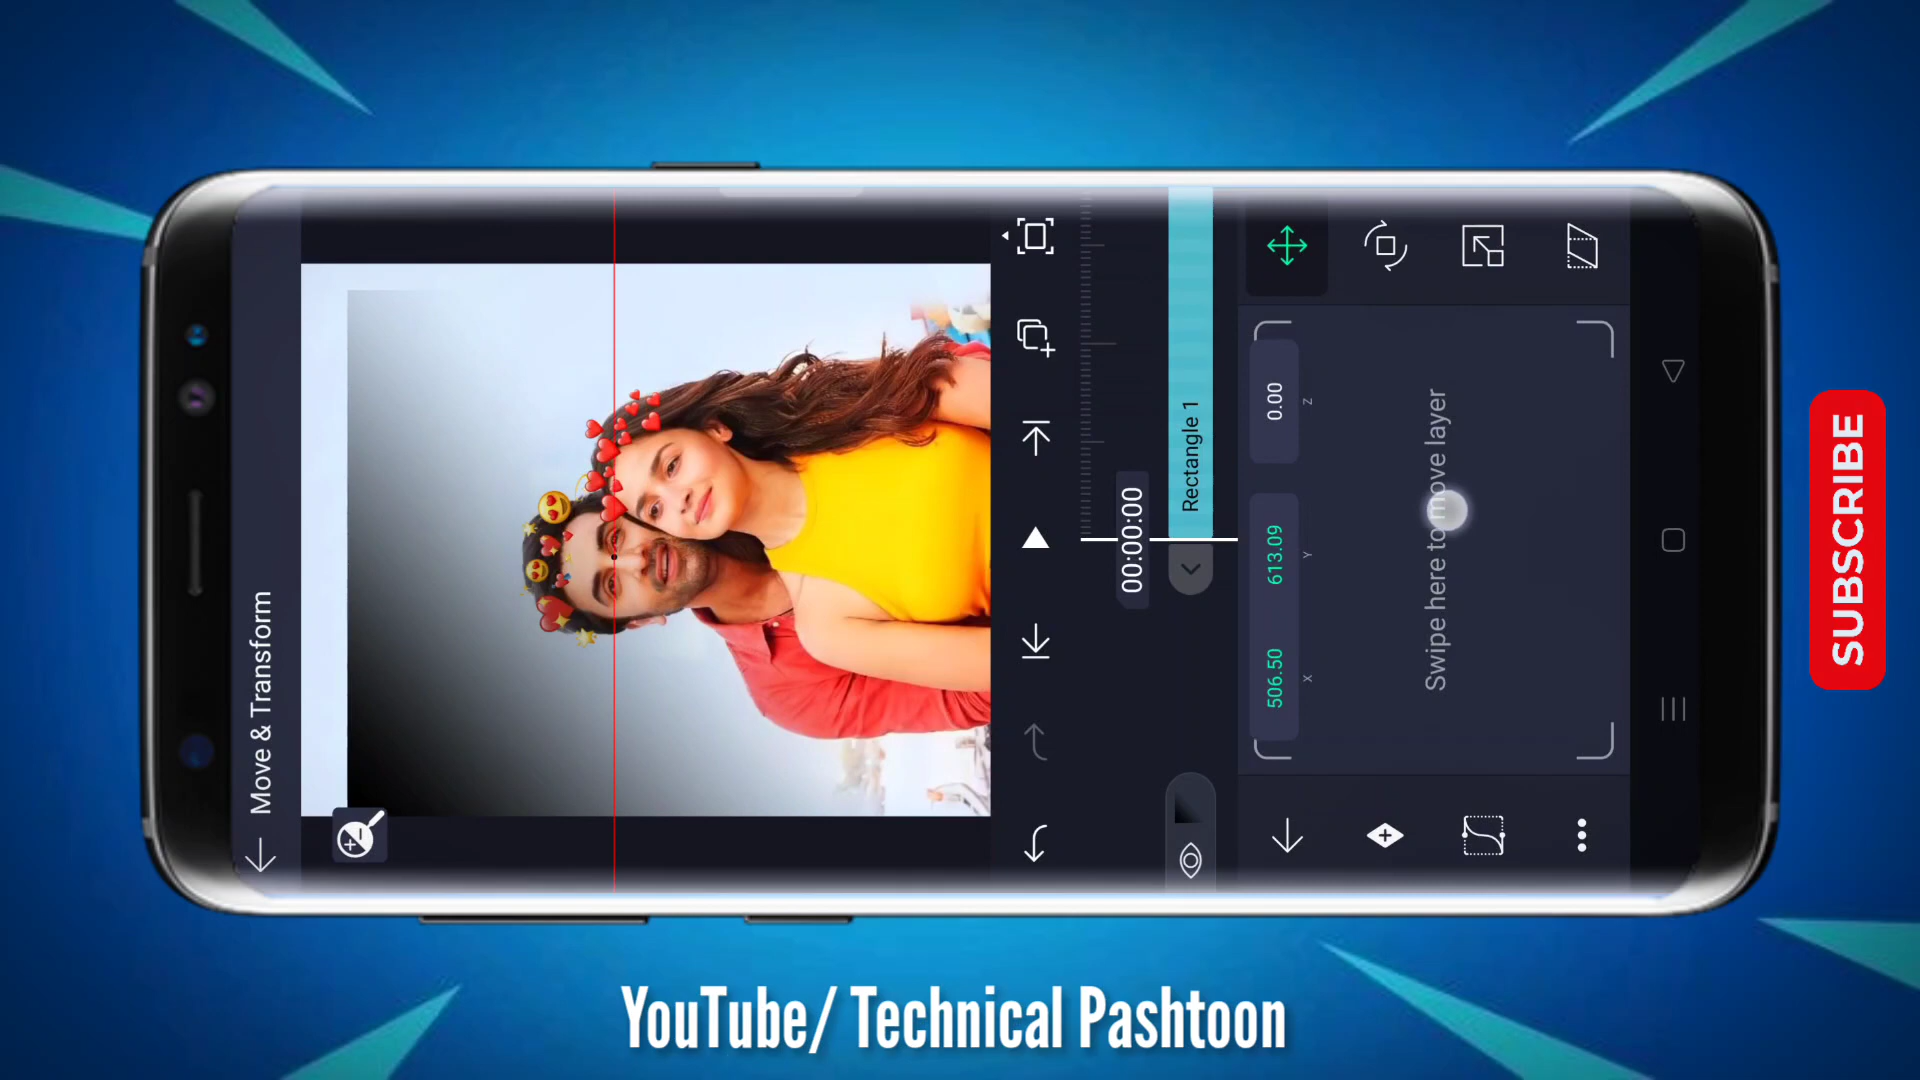 Move & Transform
00:00:00
Rectangle 1
506.50
X
613.09
Y
0.00
Z
Swipe here to move layer
SUBSCRIBE
YouTube/ Technical Pashtoon